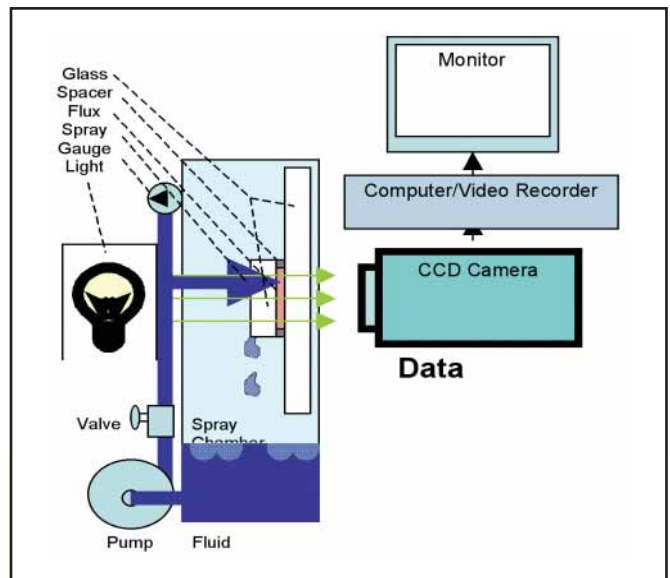 Glass
Spacer
Flux
Spray
Gauge
Light
Monitor
Computer/Video Recorder
CCD Camera
Data
Valve
Spray
Chamber
Pump
Fluid